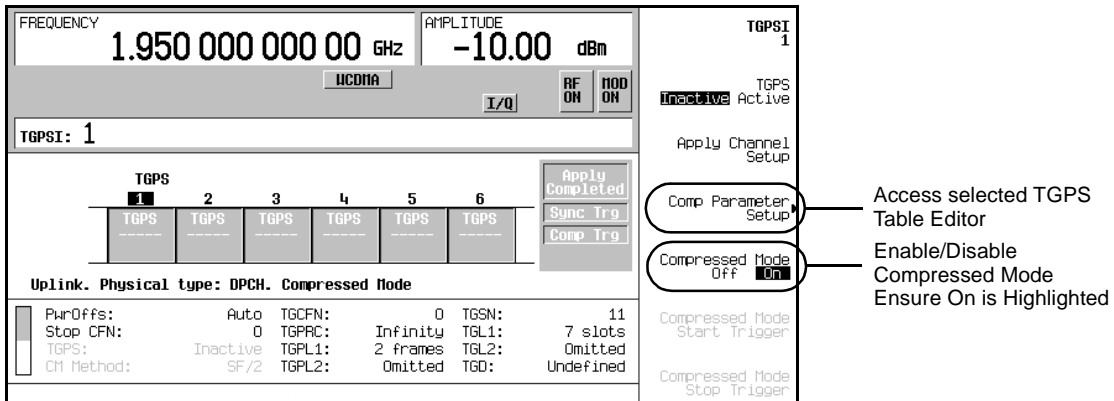 FREQUENCY
1.950 000 000 00 GHz
AMPLITUDE
-10.00 dBm
WCDMA
I/Q
RF ON
MOD ON
TGPSI: 1
TGPS
1 2 3 4 5 6
TGPS TGPS TGPS TGPS TGPS TGPS
----- ----- ----- ----- ----- -----
Apply
Completed
Sync Trg
Comp Trg
Uplink. Physical type: DPCH. Compressed Mode
PwrOffs: Auto TGCFN: 0 TGSN: 11
Stop CFN: 0 TGPRC: Infinity TGL1: 7 slots
TGPS: Inactive TGPL1: 2 frames TGL2: Omitted
CM Method: SF/2 TGPL2: Omitted TGD: Undefined
TGPSI
1
TGPS
Inactive Active
Apply Channel
Setup
Comp Parameter
Setup
Compressed Mode
Off On
Compressed Mode
Start Trigger
Compressed Mode
Stop Trigger
Access selected TGPS
Table Editor
Enable/Disable
Compressed Mode
Ensure On is Highlighted